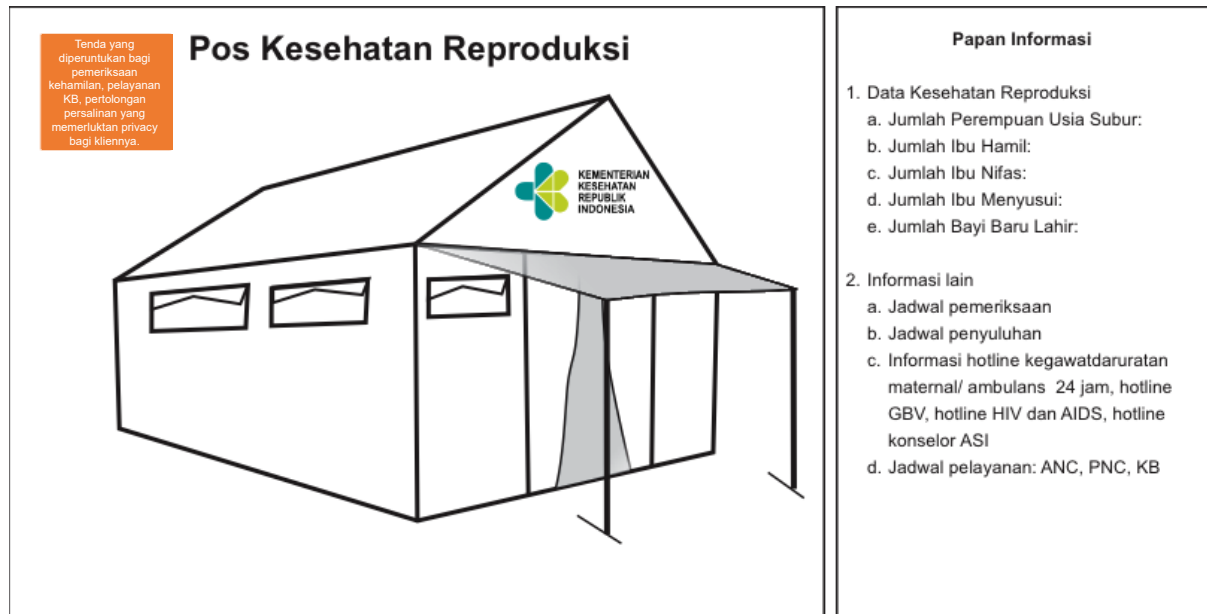 Tenda yang
diperuntukan bagi
pemeriksaan
kehamilan, pelayanan
KB, pertolongan
persalinan yang
memerluktan privacy
bagi kliennya.
Pos Kesehatan Reproduksi
KEMENTERIAN
KESEHATAN
REPUBLIK
INDONESIA
Papan Informasi
1. Data Kesehatan Reproduksi
a. Jumlah Perempuan Usia Subur:
b. Jumlah Ibu Hamil:
c. Jumlah Ibu Nifas:
d. Jumlah Ibu Menyusui:
e. Jumlah Bayi Baru Lahir:
2. Informasi lain
a. Jadwal pemeriksaan
b. Jadwal penyuluhan
c. Informasi hotline kegawatdaruratan
maternal/ ambulans 24 jam, hotline
GBV, hotline HIV dan AIDS, hotline
konselor ASI
d. Jadwal pelayanan: ANC, PNC, KB